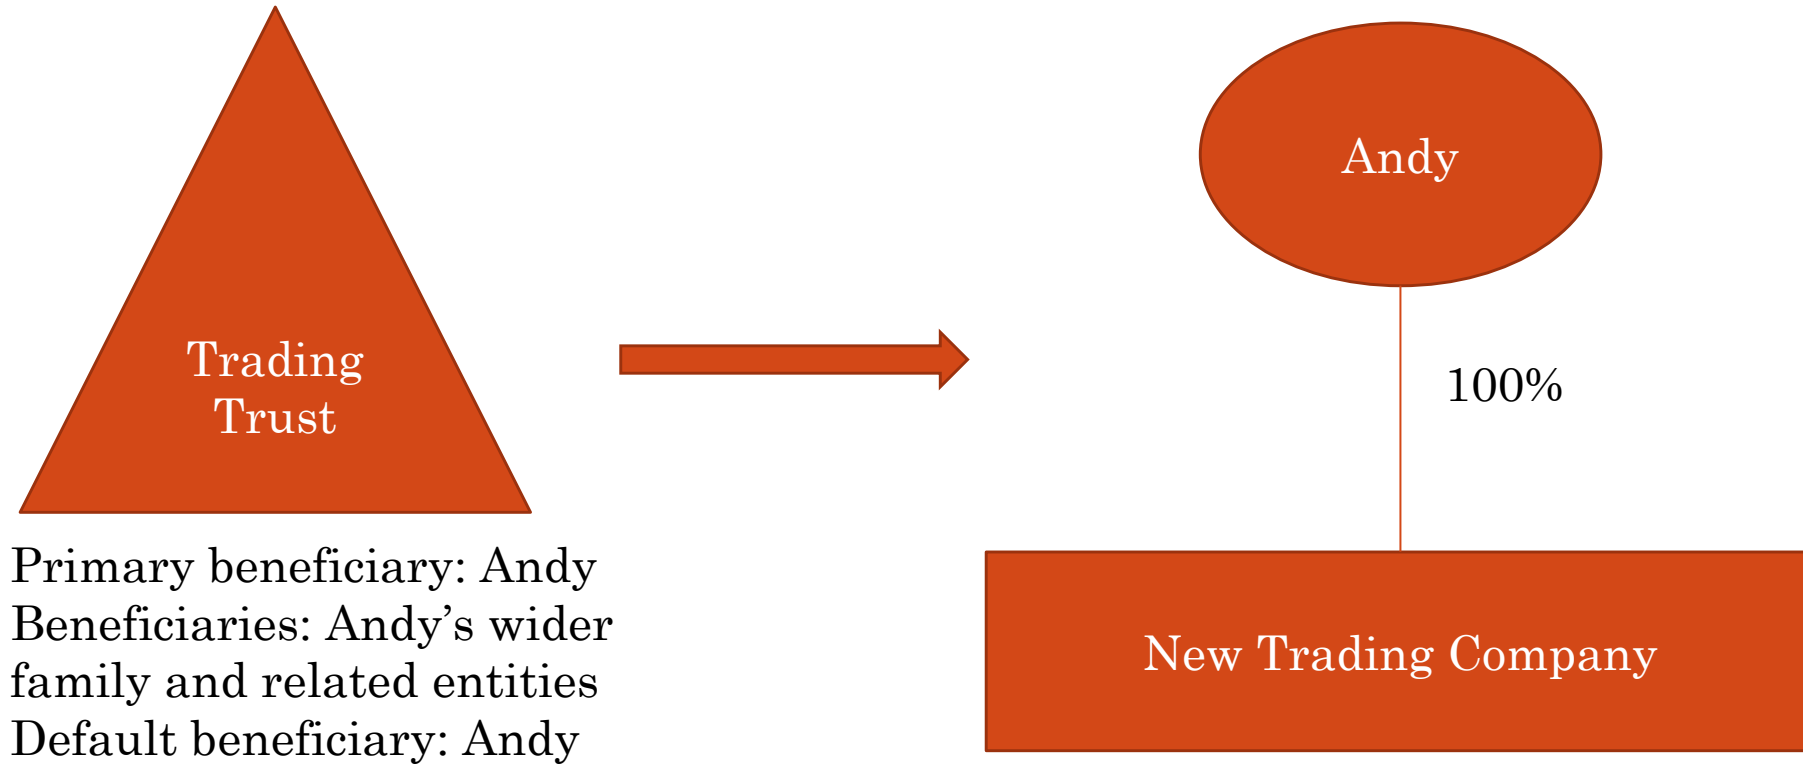 Trading
Trust
Primary beneficiary: Andy
Beneficiaries: Andy’s wider
family and related entities
Default beneficiary: Andy
Andy
100%
New Trading Company